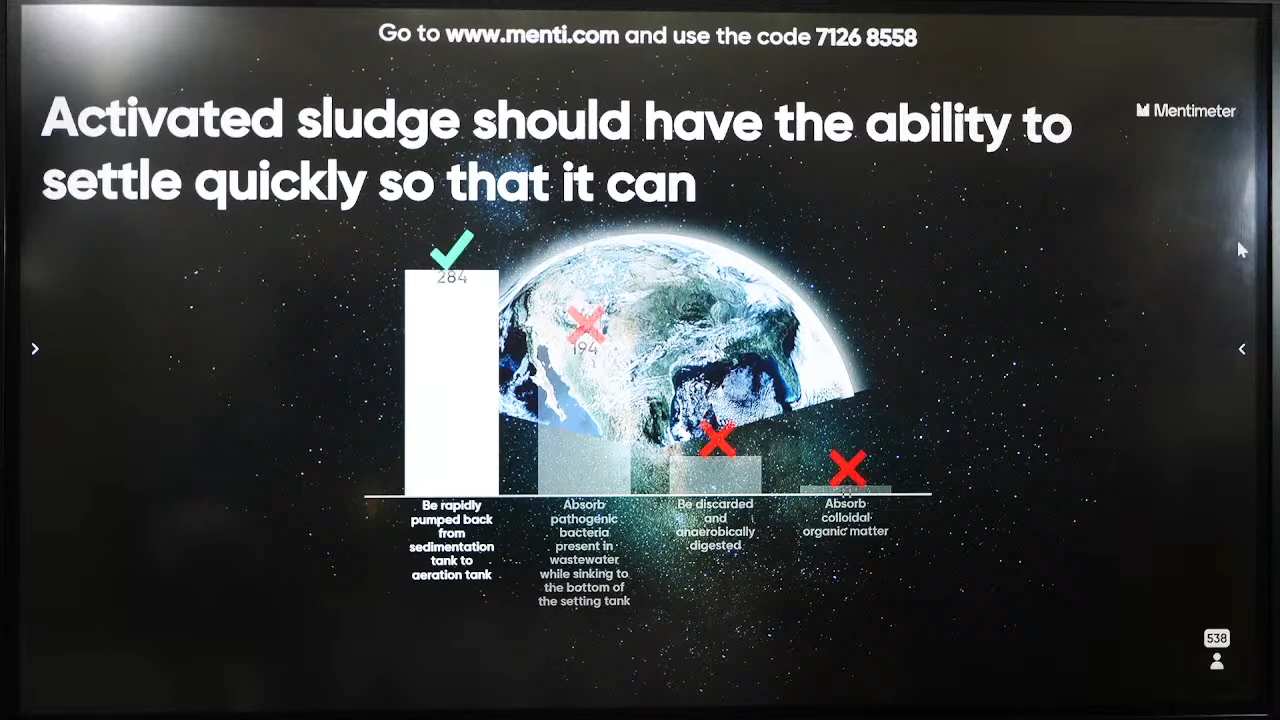 Go to www.menti.com and use the code 7126 8558
Mentimeter
Activated sludge should have the ability to
settle quickly so that it can
284
194
11
Be rapidly
pumped back
from
sedimentation
tank to
aeration tank
Absorb
pathogenic
bacteria
present in
wastewater
while sinking to
the bottom of
the setting tank
Be discarded
and
anaerobically
digested
Absorb
colloidal
organic matter
538